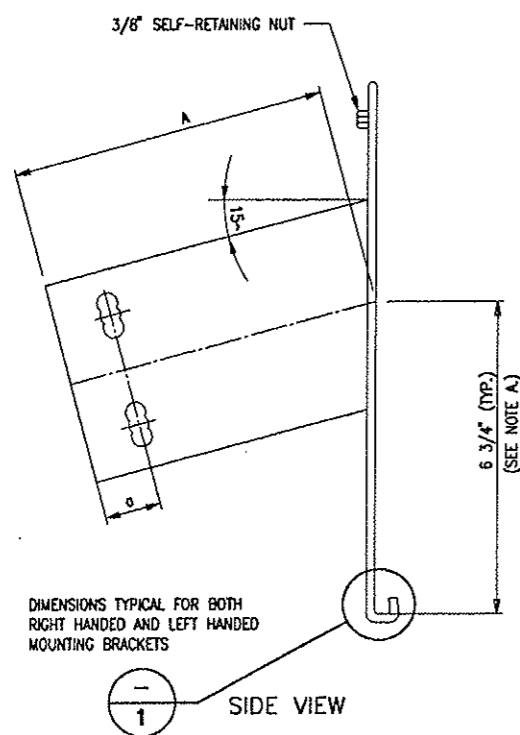 3/8" SELF-RETAINING NUT
A
15~
6 3/4" (TYP.)
(SEE NOTE A.)
DIMENSIONS TYPICAL FOR BOTH
RIGHT HANDED AND LEFT HANDED
MOUNTING BRACKETS
–
1
SIDE VIEW